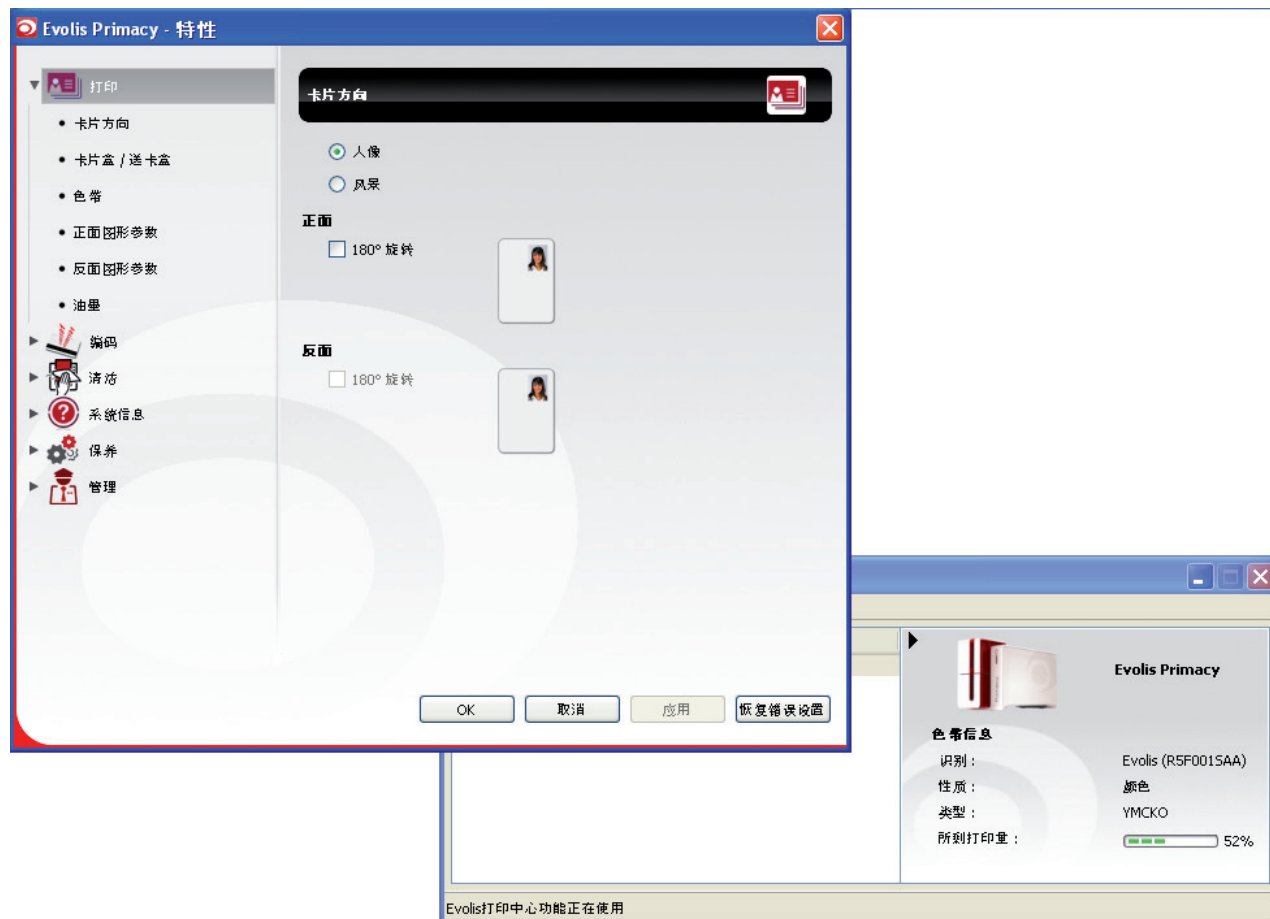 Evolis Primacy - 特性
打印
卡片方向
卡片盒 / 送卡盒
色带
正面图形参数
反面图形参数
油墨
编码
清洁
系统信息
保养
管理
卡片方向
人像
风景
正面
180° 旋转
反面
180° 旋转
OK
取消
应用
恢复错误设置
Evolis Primacy
色带信息
识别 :
Evolis (R5F001SAA)
性质 :
颜色
类型 :
YMCKO
所剩打印量 :
52%
Evolis打印中心功能正在使用